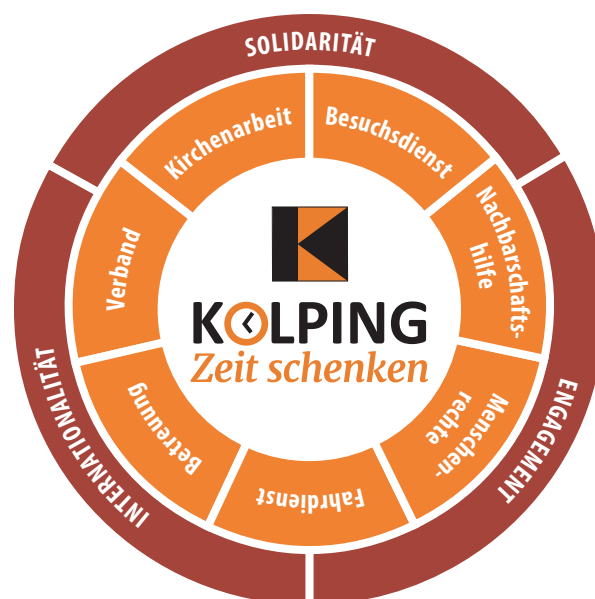 SOLIDARITÄT
Kirchenarbeit
Besuchsdienst
Nachbarschafts-
hilfe
Menschen-
rechte
Fahrdienst
Betreuung
Verband
ENGAGEMENT
INTERNATIONALITÄT
KOLPING
Zeit schenken